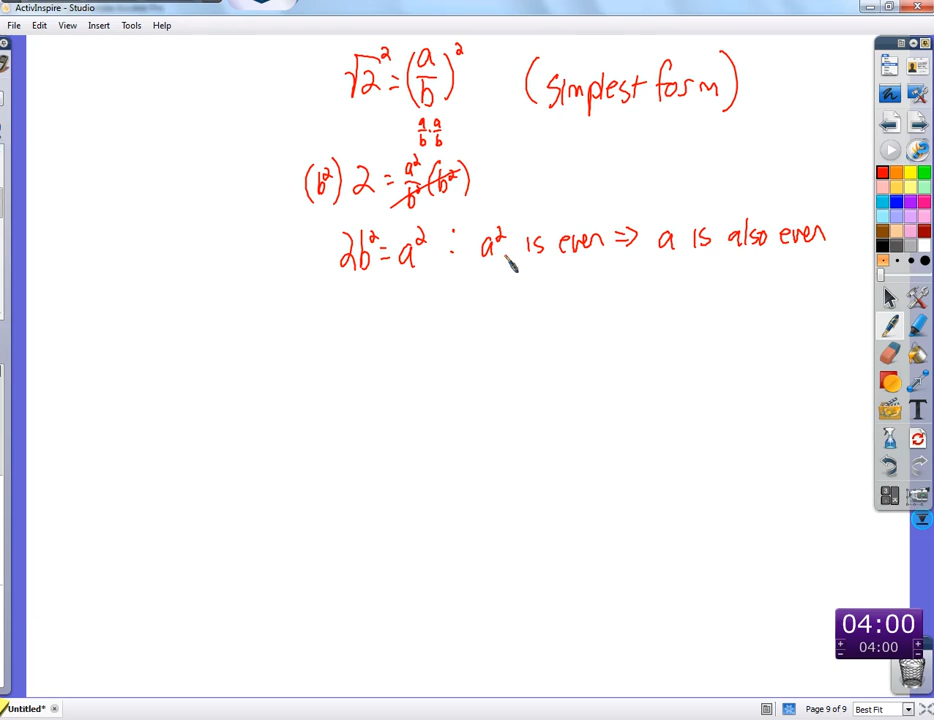 ActivInspire - Studio
File Edit View Insert Tools Help
√2² = (a/b)² (simplest form)
a/b · a/b
(b²) 2 = a²/b² (b²)
2b² = a² : a² is even ⇒ a is also even
04:00
04:00
Untitled*
Page 9 of 9 Best Fit